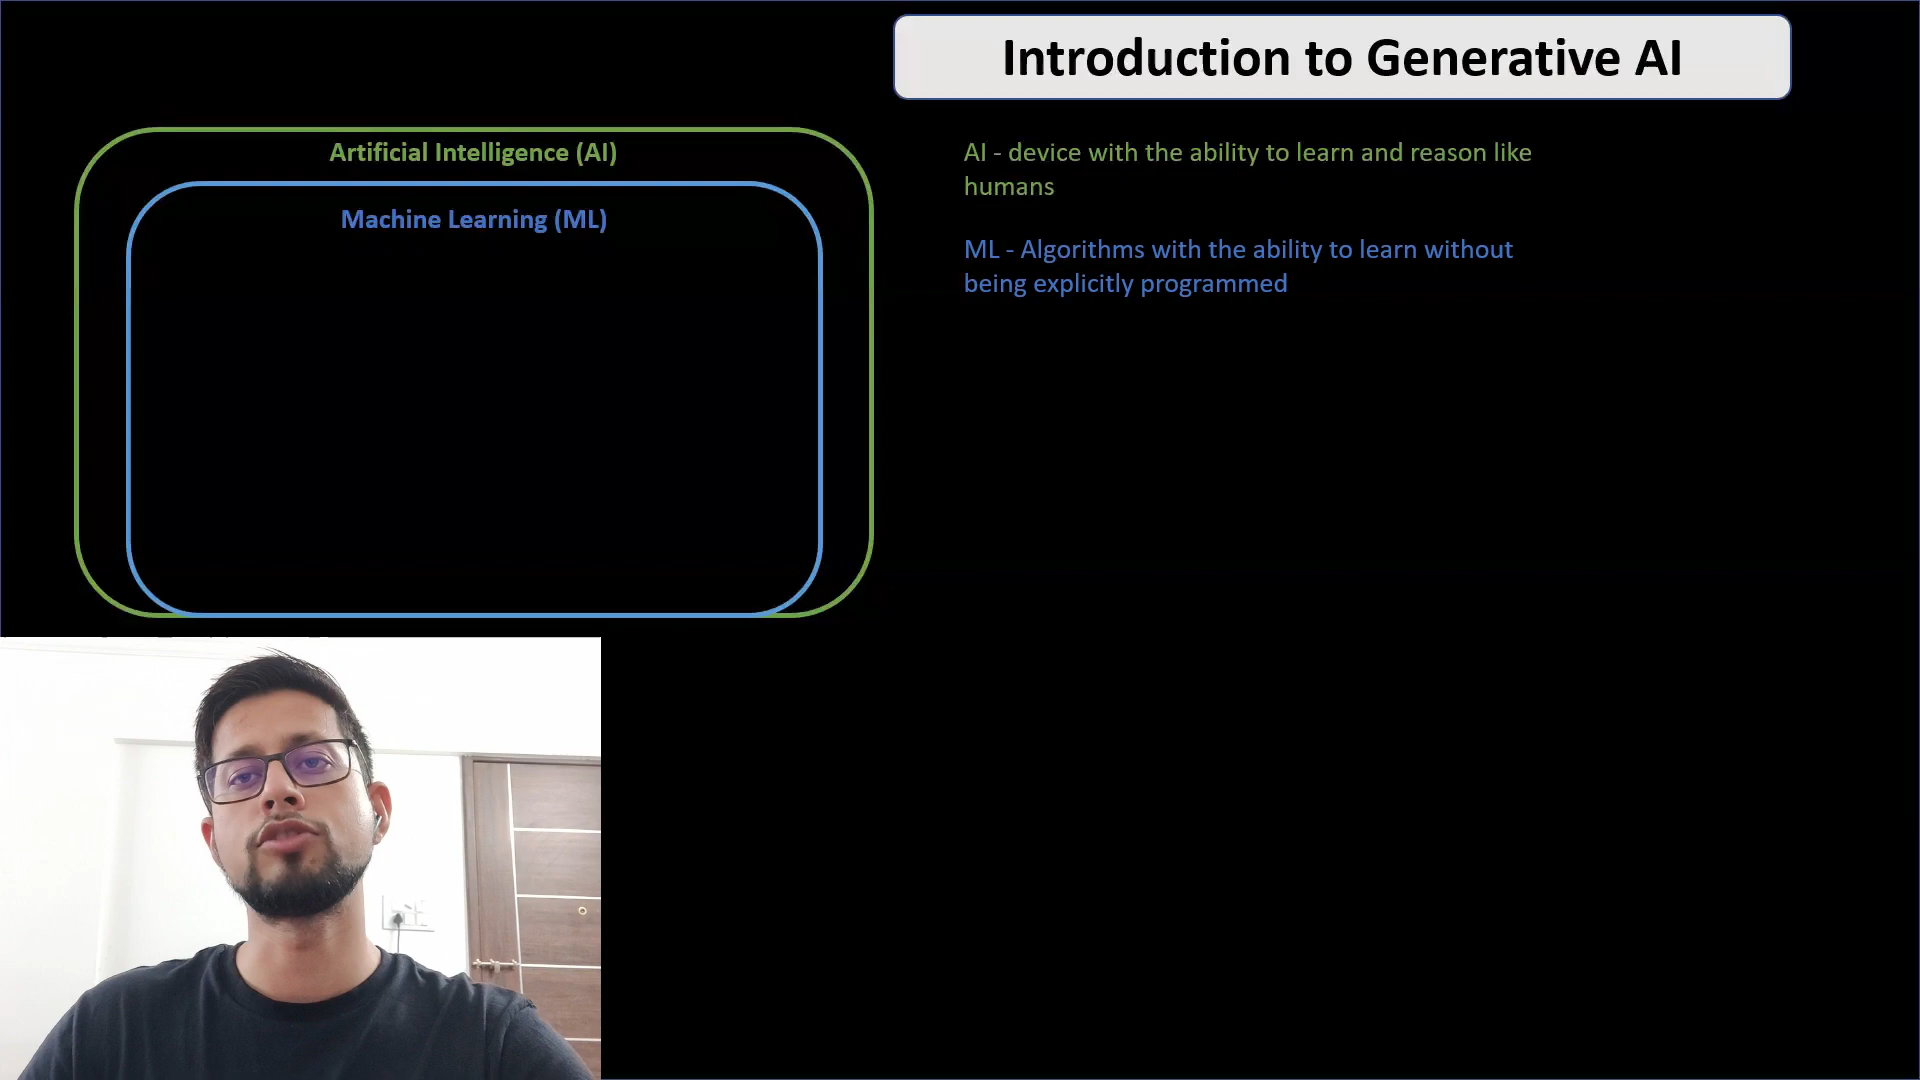 Introduction to Generative AI
Artificial Intelligence (AI)
Machine Learning (ML)
AI - device with the ability to learn and reason like
humans
ML - Algorithms with the ability to learn without
being explicitly programmed